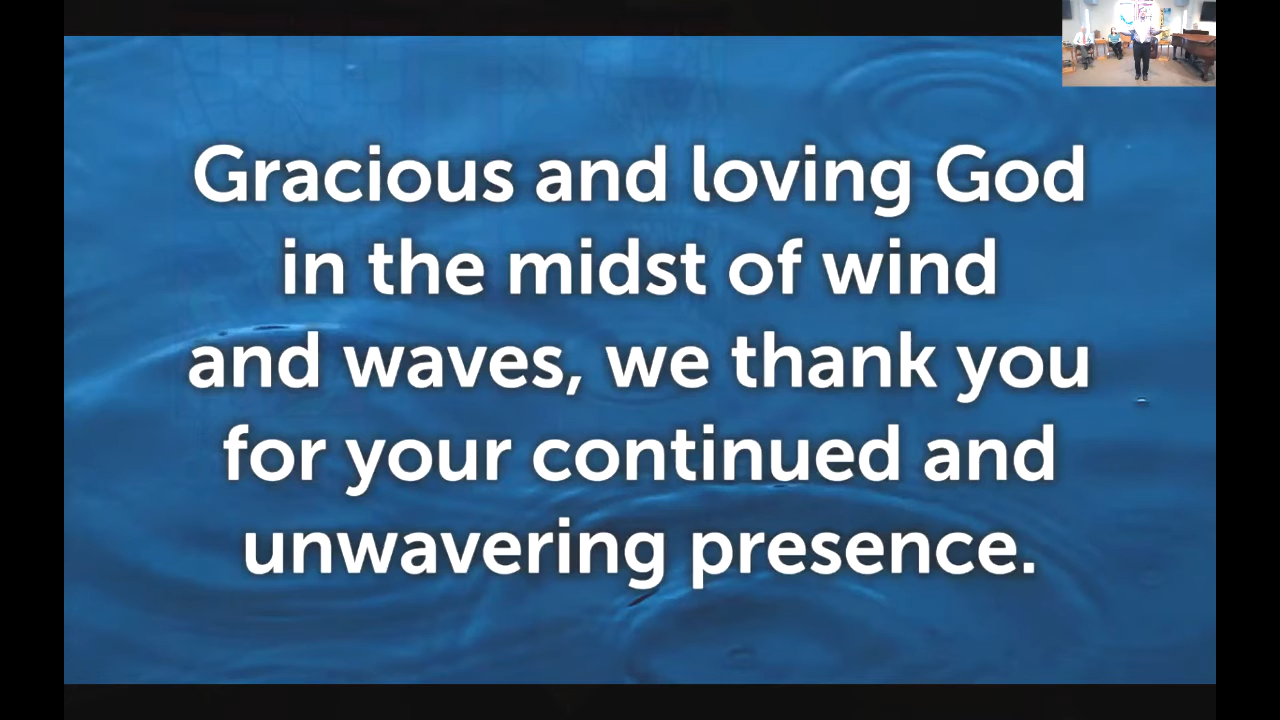 Gracious and loving God
in the midst of wind
and waves, we thank you
for your continued and
unwavering presence.